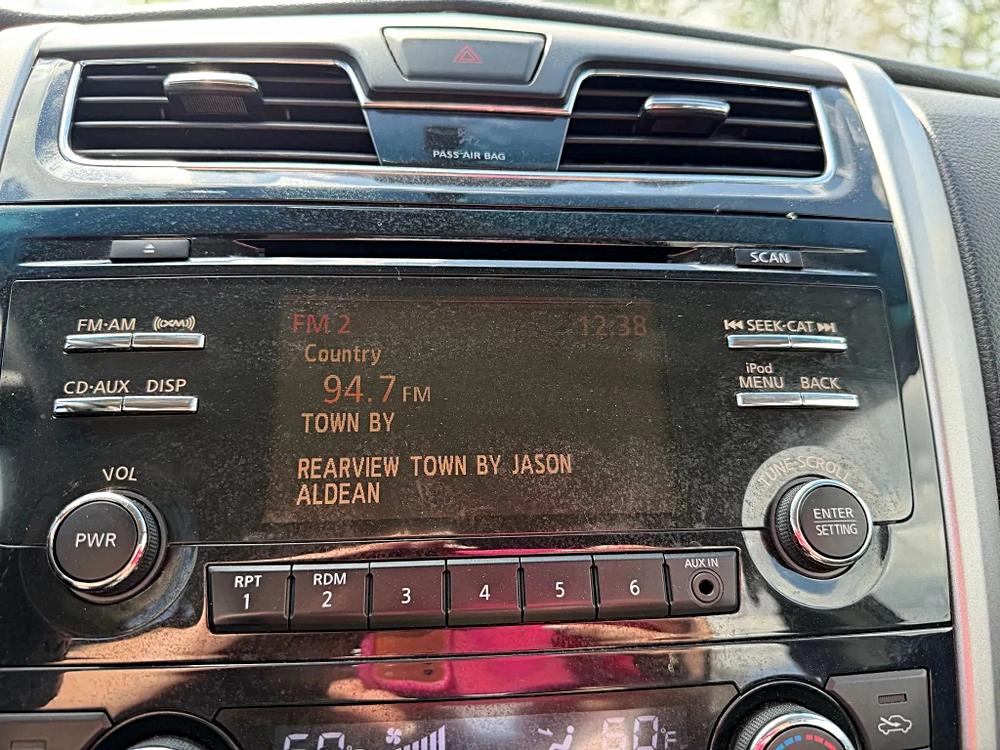 PASS AIR BAG
SCAN
FM·AM ((XM))
FM 2
12:38
SEEK·CAT
Country
iPod
CD·AUX DISP
94.7 FM
MENU BACK
TOWN BY
REARVIEW TOWN BY JASON
ALDEAN
VOL
TUNE·SCROLL
PWR
ENTER
SETTING
RPT
1
RDM
2
3
4
5
6
AUX IN
60°F